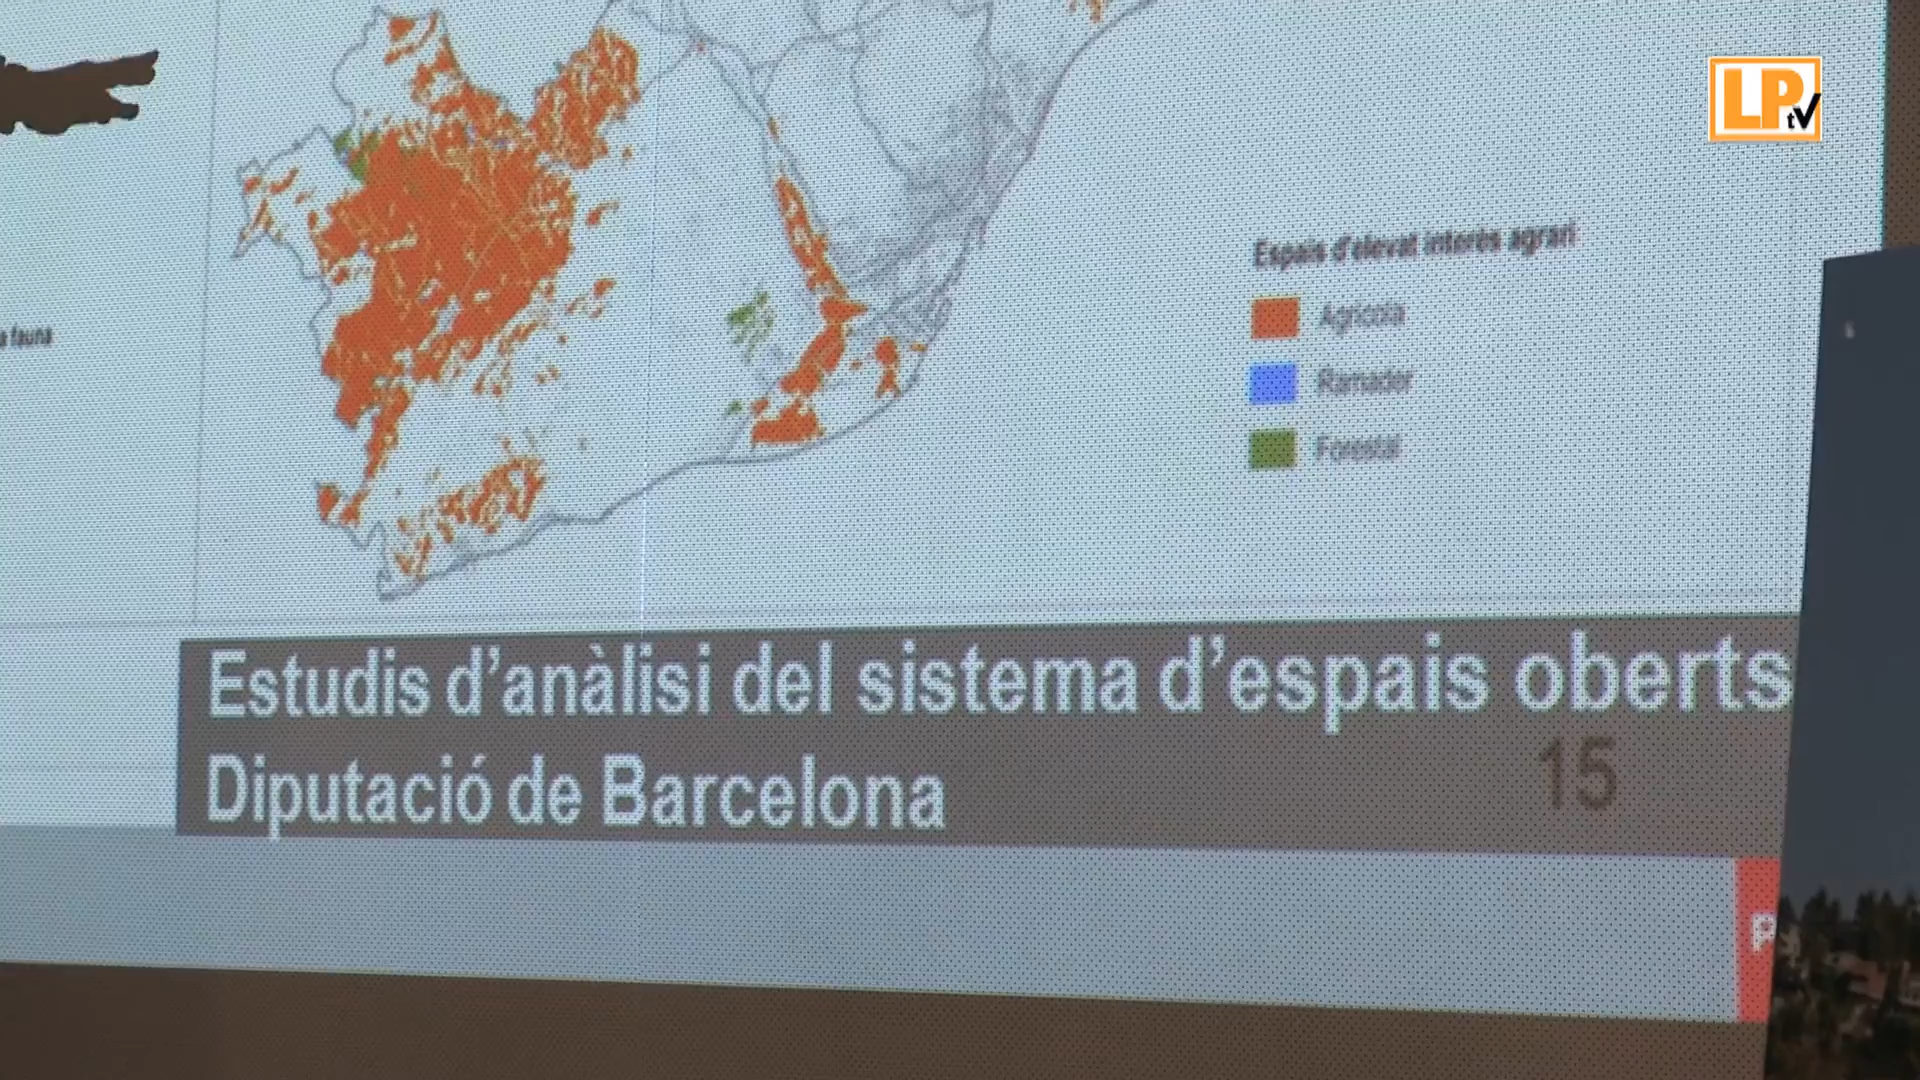 LP
tv
a fauna
Espais d'elevat interès agrari
Agrícola
Ramader
Forestal
Estudis d'anàlisi del sistema d'espais oberts
Diputació de Barcelona
15
P